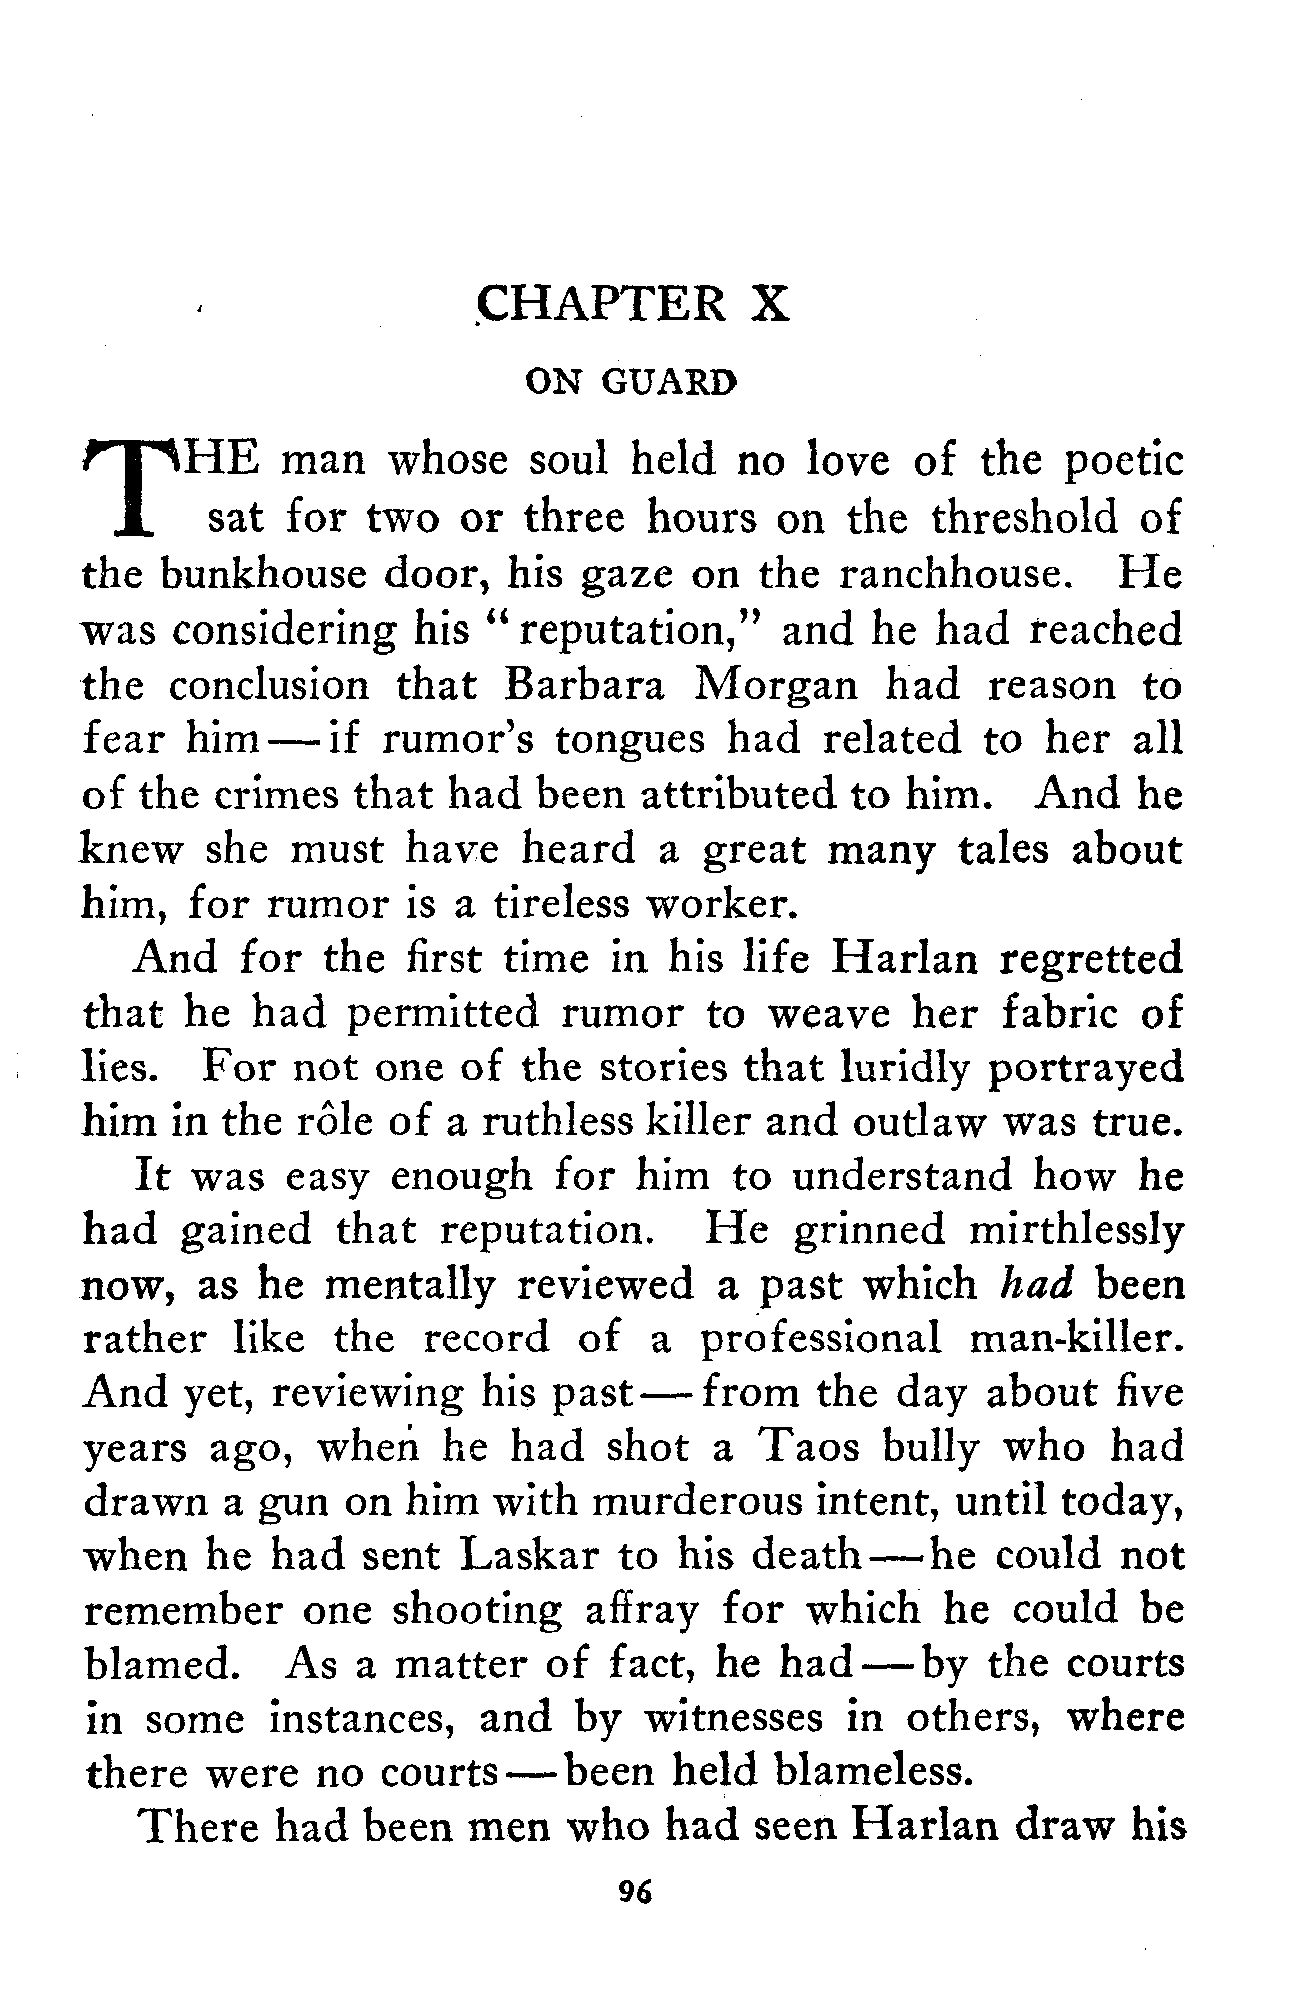 CHAPTER X
ON GUARD
THE man whose soul held no love of the poetic
sat for two or three hours on the threshold of
the bunkhouse door, his gaze on the ranchhouse. He
was considering his “reputation,” and he had reached
the conclusion that Barbara Morgan had reason to
fear him—if rumor’s tongues had related to her all
of the crimes that had been attributed to him. And he
knew she must have heard a great many tales about
him, for rumor is a tireless worker.
And for the first time in his life Harlan regretted
that he had permitted rumor to weave her fabric of
lies. For not one of the stories that luridly portrayed
him in the rôle of a ruthless killer and outlaw was true.
It was easy enough for him to understand how he
had gained that reputation. He grinned mirthlessly
now, as he mentally reviewed a past which had been
rather like the record of a professional man-killer.
And yet, reviewing his past—from the day about five
years ago, when he had shot a Taos bully who had
drawn a gun on him with murderous intent, until today,
when he had sent Laskar to his death—he could not
remember one shooting affray for which he could be
blamed. As a matter of fact, he had—by the courts
in some instances, and by witnesses in others, where
there were no courts—been held blameless.
There had been men who had seen Harlan draw his
96